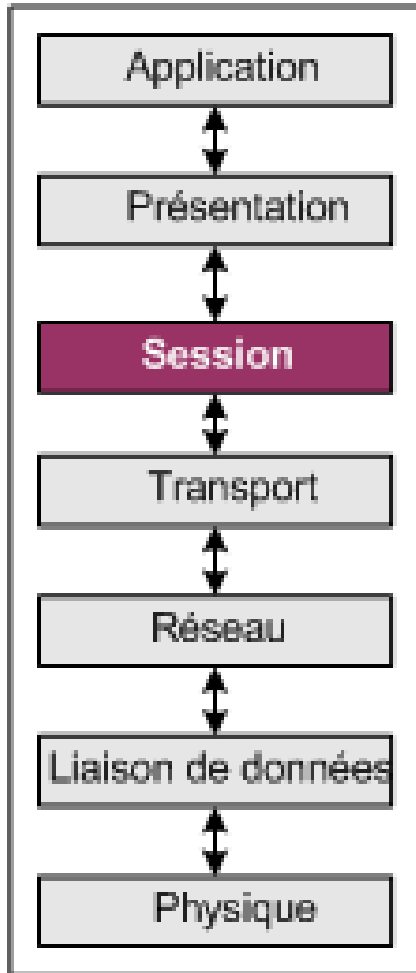 Application
Présentation
Session
Transport
Réseau
Liaison de données
Physique